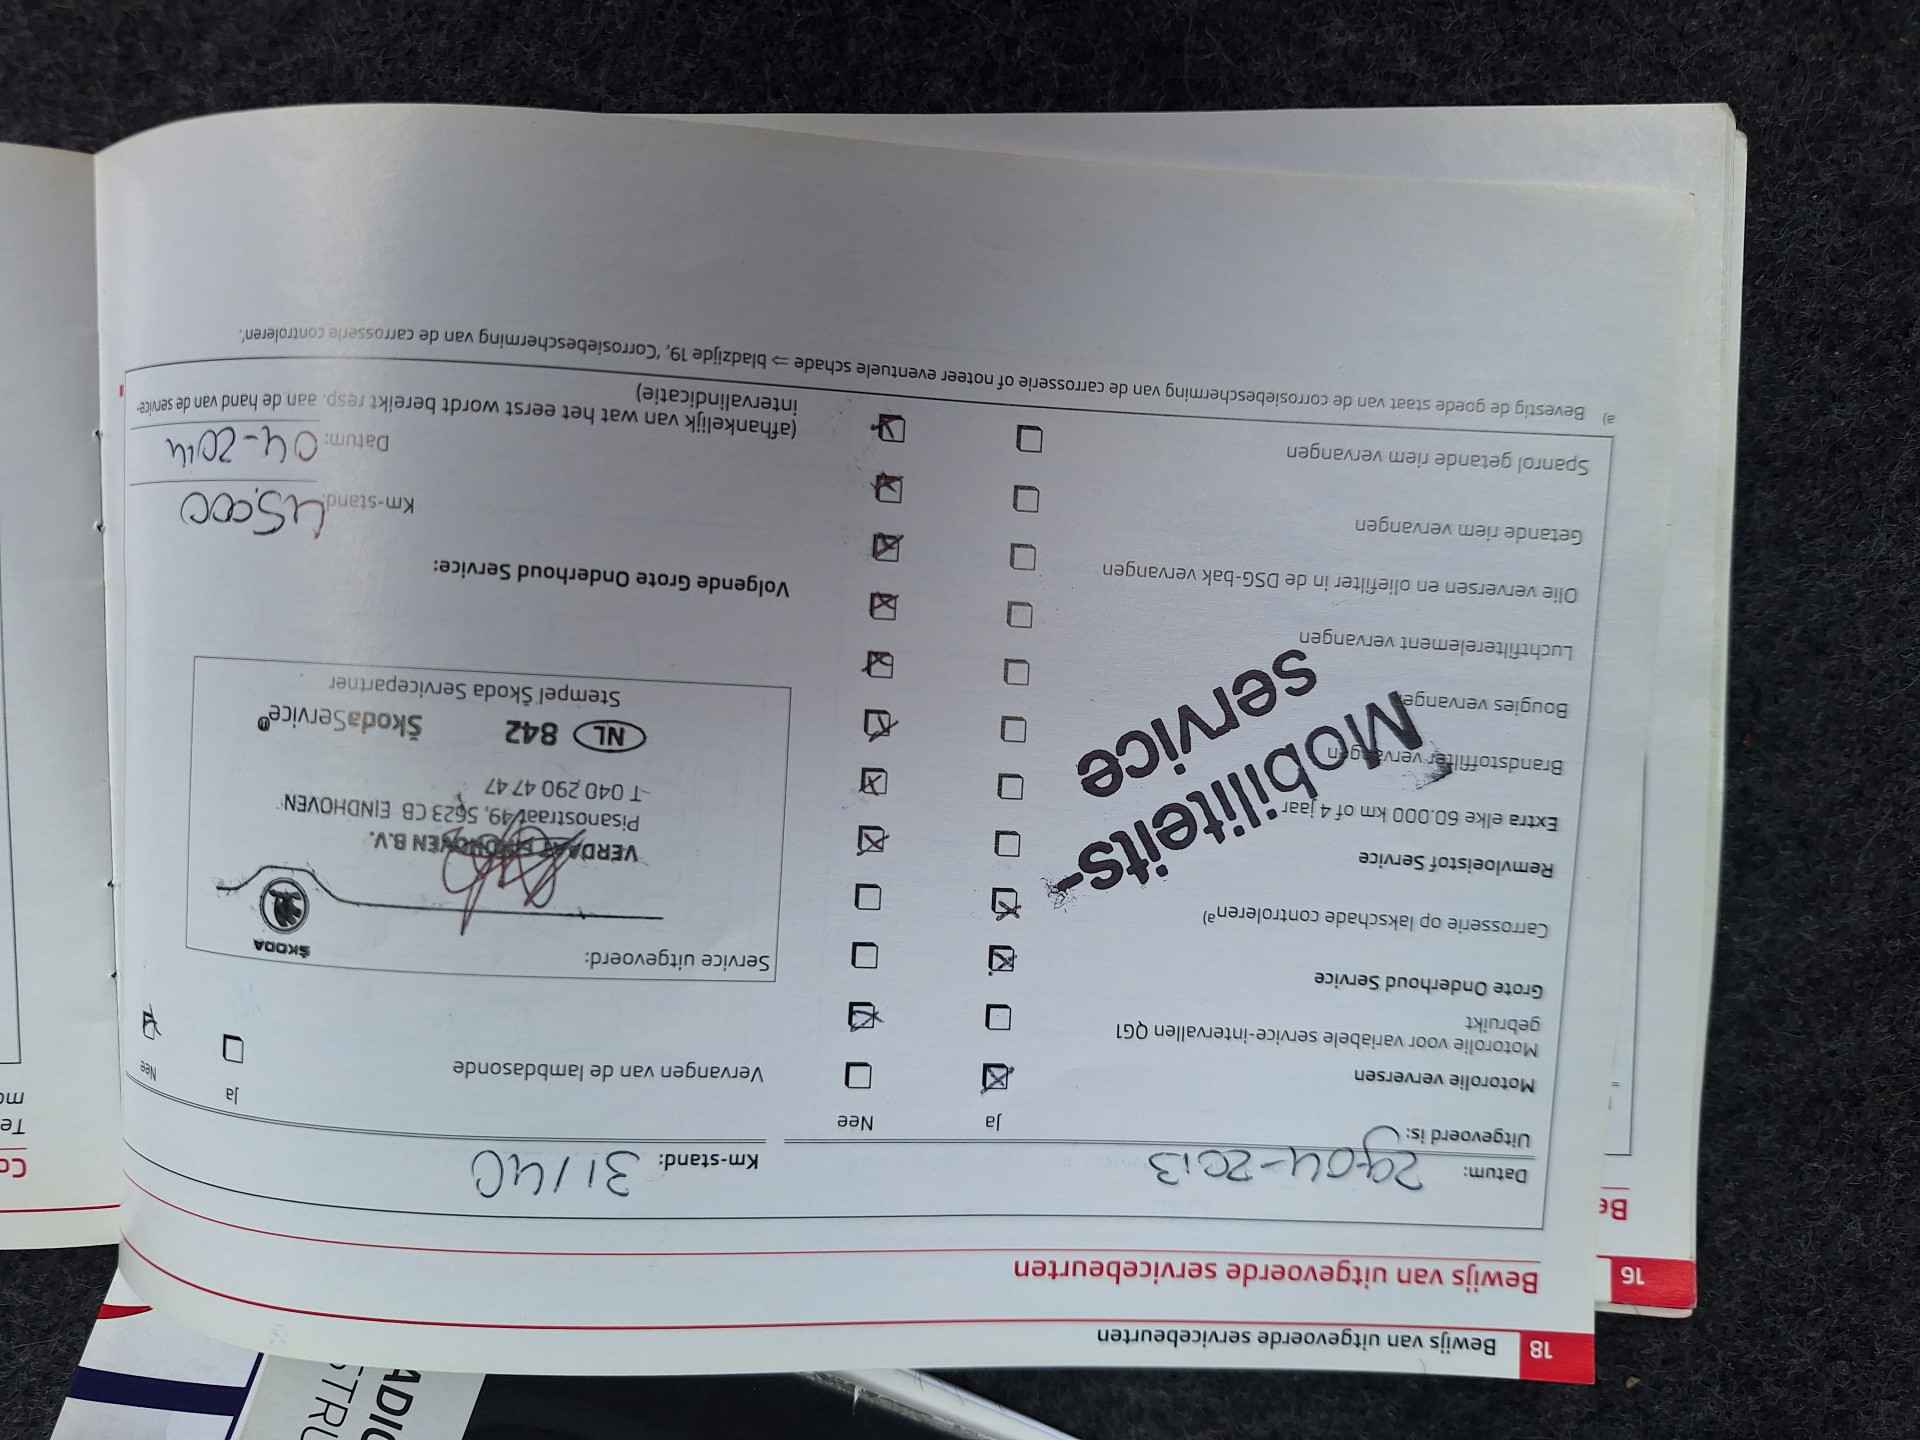 18 Bewijs van uitgevoerde servicebeurten
Bewijs van uitgevoerde servicebeurten
Datum: 29-04-2013
Km-stand: 31140
Uitgevoerd is:
Ja Nee
Motorolie verversen
Motorolie voor variabele service-intervallen QG1
gebruikt
Grote Onderhoud Service
Carrosserie op lakschade controleren a)
Remvloeistof Service
Extra elke 60.000 km of 4 jaar
Brandstoffilter vervangen
Bougies vervangen
Luchtfilterelement vervangen
Olie verversen en oliefilter in de DSG-bak vervangen
Getande riem vervangen
Spanrol getande riem vervangen
Mobiliteits-
service
Ja Nee
Vervangen van de lambdasonde
Service uitgevoerd:
ŠKODA
VERDAAT EINDHOVEN B.V.
Pisanostraat 49, 5623 CB EINDHOVEN
T 040 290 47 47
NL 842 ŠkodaService
Stempel Škoda Servicepartner
Volgende Grote Onderhoud Service:
Km-stand: 45.000
Datum: 04-2014
(afhankelijk van wat het eerst wordt bereikt resp. aan de hand van de service-
intervalindicatie)
a) Bevestig de goede staat van de corrosiebescherming van de carrosserie of noteer eventuele schade ⇒ bladzijde 19, 'Corrosiebescherming van de carrosserie controleren'.
16
Be
Co
Te
mo
ADIO
STRU